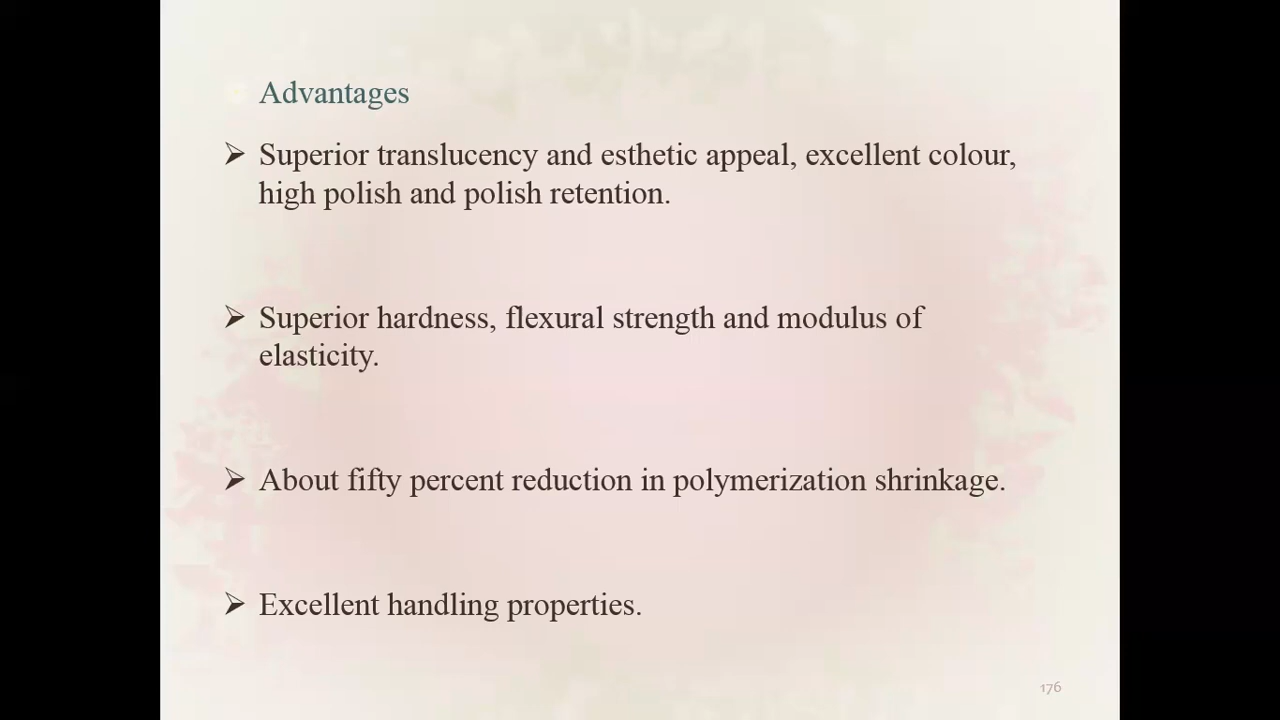 Advantages
➢ Superior translucency and esthetic appeal, excellent colour,
high polish and polish retention.
➢ Superior hardness, flexural strength and modulus of
elasticity.
➢ About fifty percent reduction in polymerization shrinkage.
➢ Excellent handling properties.
176